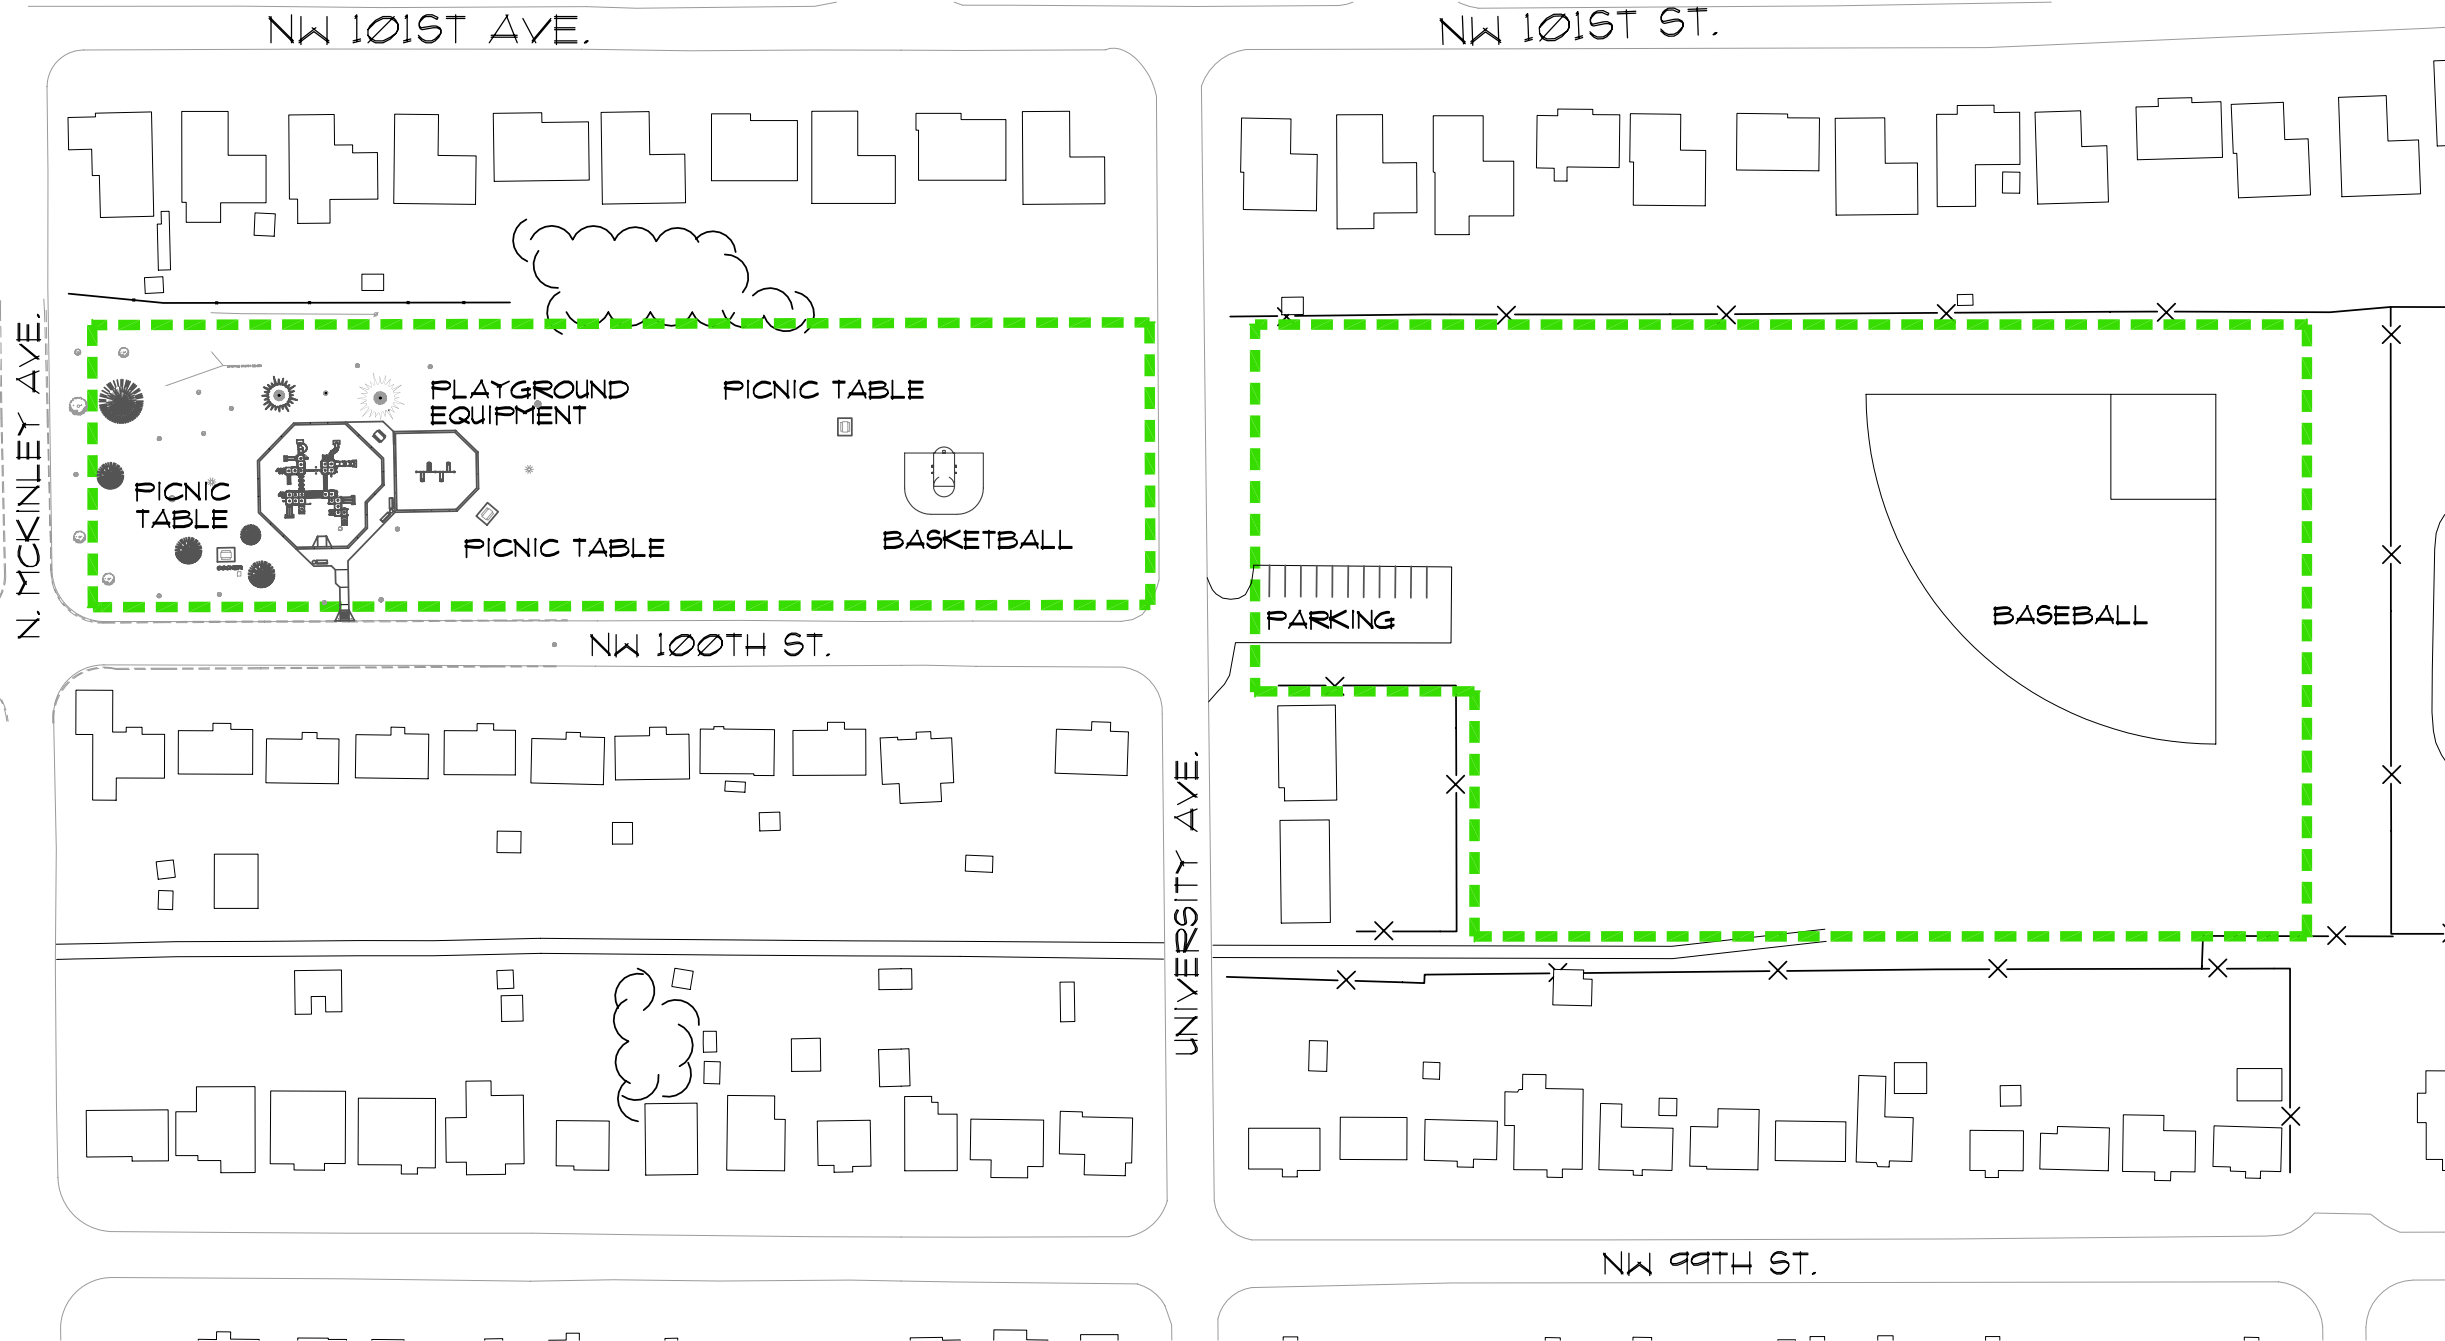 NW 101ST AVE.
NW 101ST ST.
N. MCKINLEY AVE.
PLAYGROUND
EQUIPMENT
PICNIC TABLE
PICNIC
TABLE
PICNIC TABLE
BASKETBALL
PARKING
BASEBALL
NW 100TH ST.
UNIVERSITY AVE.
NW 99TH ST.